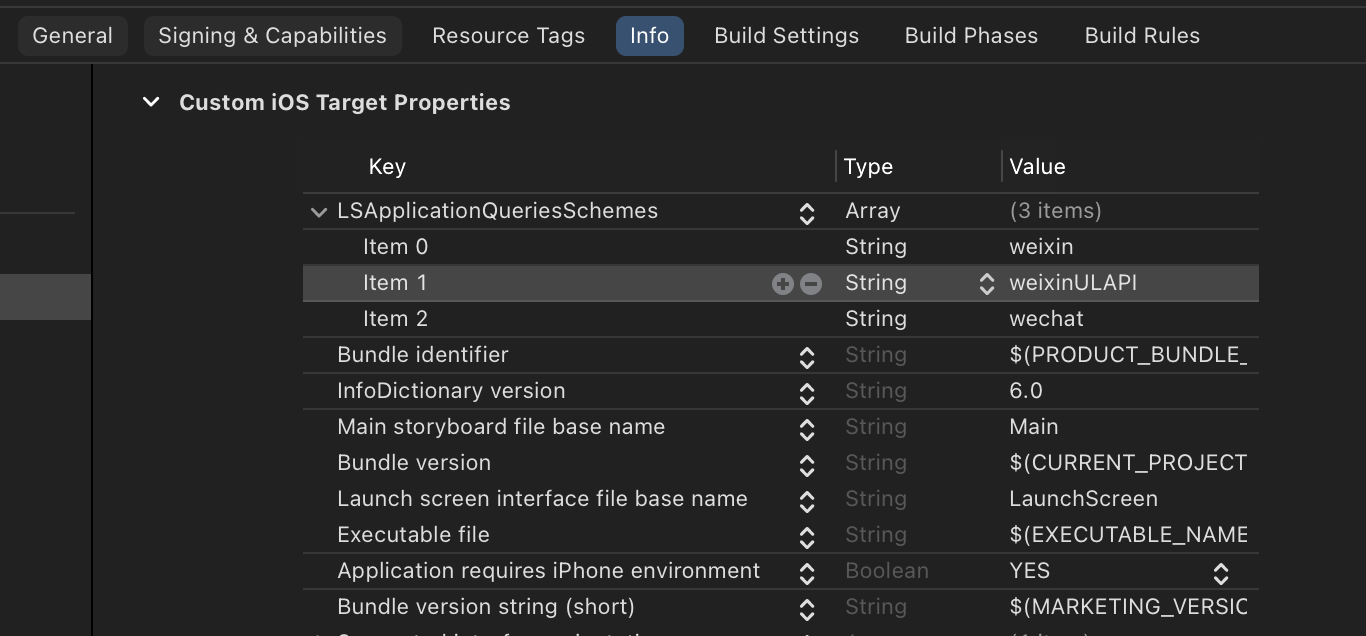 General Signing & Capabilities Resource Tags Info Build Settings Build Phases Build Rules
Custom iOS Target Properties
Key Type Value
LSApplicationQueriesSchemes Array (3 items)
Item 0 String weixin
Item 1 String weixinULAPI
Item 2 String wechat
Bundle identifier String $(PRODUCT_BUNDLE_
InfoDictionary version String 6.0
Main storyboard file base name String Main
Bundle version String $(CURRENT_PROJECT
Launch screen interface file base name String LaunchScreen
Executable file String $(EXECUTABLE_NAME
Application requires iPhone environment Boolean YES
Bundle version string (short) String $(MARKETING_VERSIO